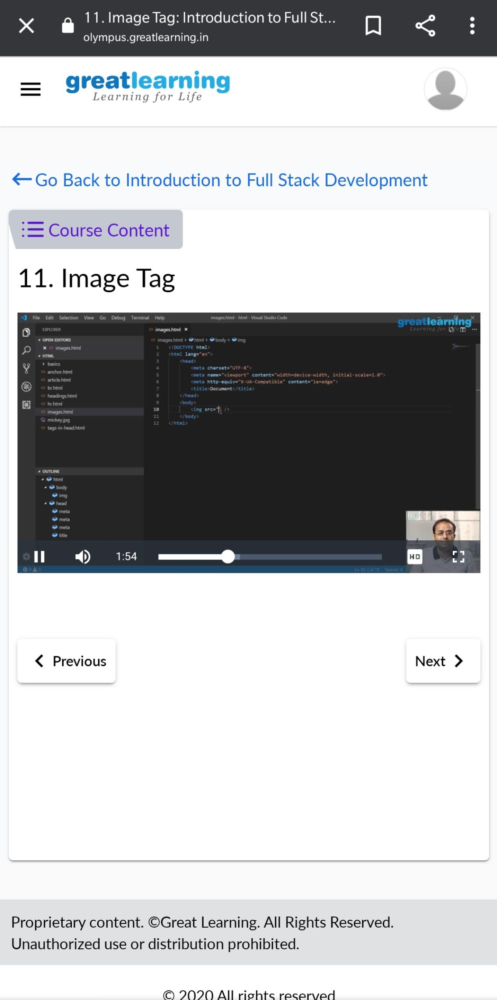 11. Image Tag: Introduction to Full St...
olympus.greatlearning.in
greatlearning
Learning for Life
Go Back to Introduction to Full Stack Development
Course Content
11. Image Tag
File Edit Selection View Go Debug Terminal Help images.html - html - Visual Studio Code
greatlearning
Learning for Life
EXPLORER
images.html
OPEN EDITORS
images.html
HTML
basics
anchor.html
article.html
br.html
headings.html
hr.html
images.html
mickey.jpg
tags-in-head.html
images.html html body img
1 <!DOCTYPE html>
2 <html lang="en">
3 <head>
4 <meta charset="UTF-8">
5 <meta name="viewport" content="width=device-width, initial-scale=1.0">
6 <meta http-equiv="X-UA-Compatible" content="ie=edge">
7 <title>Document</title>
8 </head>
9 <body>
10 <img src="" />
11 </body>
12 </html>
OUTLINE
html
body
img
head
meta
meta
meta
title
1:54
HD
0 0
Ln 10, Col 19 Spaces: 4
Previous
Next
Proprietary content. ©Great Learning. All Rights Reserved.
Unauthorized use or distribution prohibited.
© 2020 All rights reserved